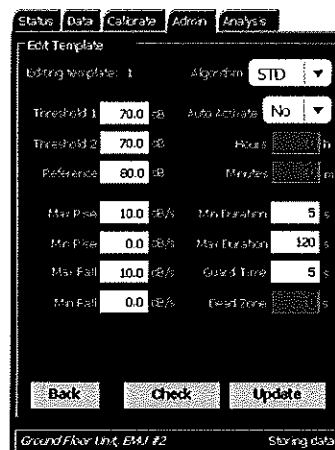 Status Data Calibrate Admin Analysis
Edit Template
Editing template: 1 Algorithm STD
Threshold 1 70.0 dB Auto Activate No
Threshold 2 70.0 dB Hours h
Reference 80.0 dB Minutes m
Max Rise 10.0 dB/s Min Duration 5 s
Min Rise 0.0 dB/s Max Duration 120 s
Max Fall 10.0 dB/s Guard Time 5 s
Min Fall 0.0 dB/s Dead Zone s
Back Check Update
Ground Floor Unit, EMU #2 Storing data